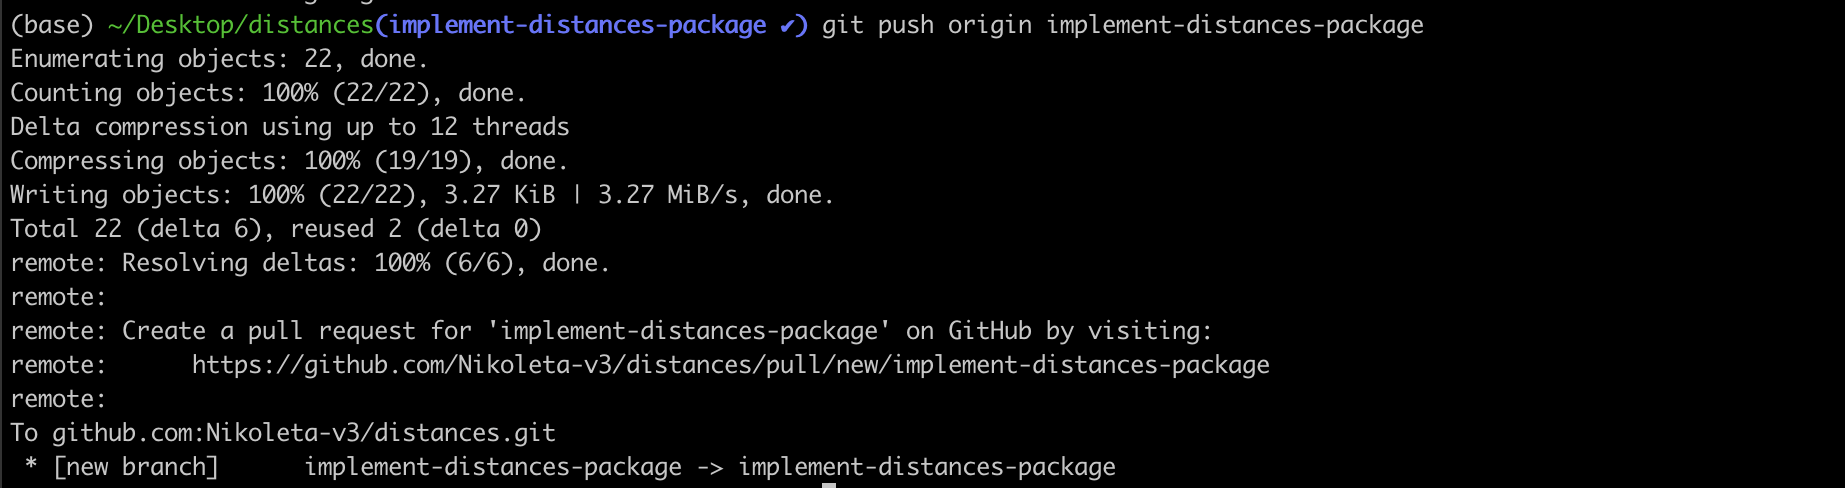 (base) ~/Desktop/distances(implement-distances-package ✔) git push origin implement-distances-package
Enumerating objects: 22, done.
Counting objects: 100% (22/22), done.
Delta compression using up to 12 threads
Compressing objects: 100% (19/19), done.
Writing objects: 100% (22/22), 3.27 KiB | 3.27 MiB/s, done.
Total 22 (delta 6), reused 2 (delta 0)
remote: Resolving deltas: 100% (6/6), done.
remote:
remote: Create a pull request for 'implement-distances-package' on GitHub by visiting:
remote:      https://github.com/Nikoleta-v3/distances/pull/new/implement-distances-package
remote:
To github.com:Nikoleta-v3/distances.git
 * [new branch]      implement-distances-package -> implement-distances-package